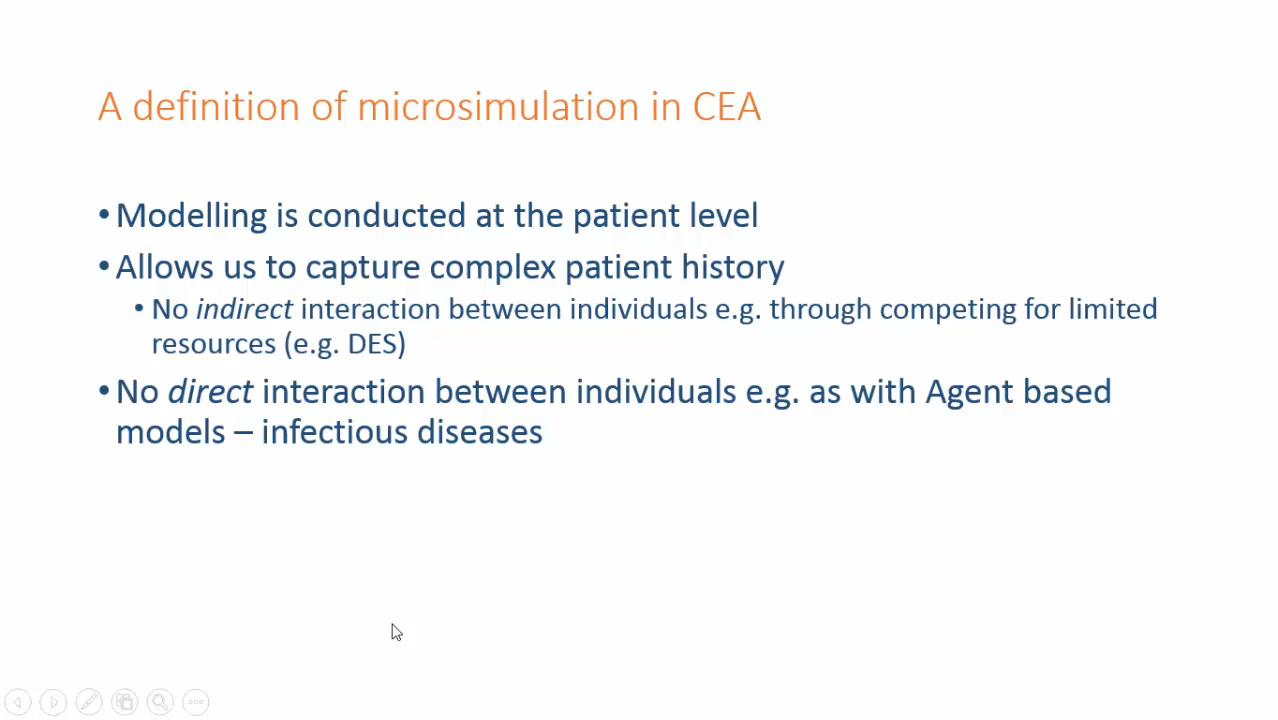 A definition of microsimulation in CEA
• Modelling is conducted at the patient level
• Allows us to capture complex patient history
• No indirect interaction between individuals e.g. through competing for limited
resources (e.g. DES)
• No direct interaction between individuals e.g. as with Agent based
models – infectious diseases